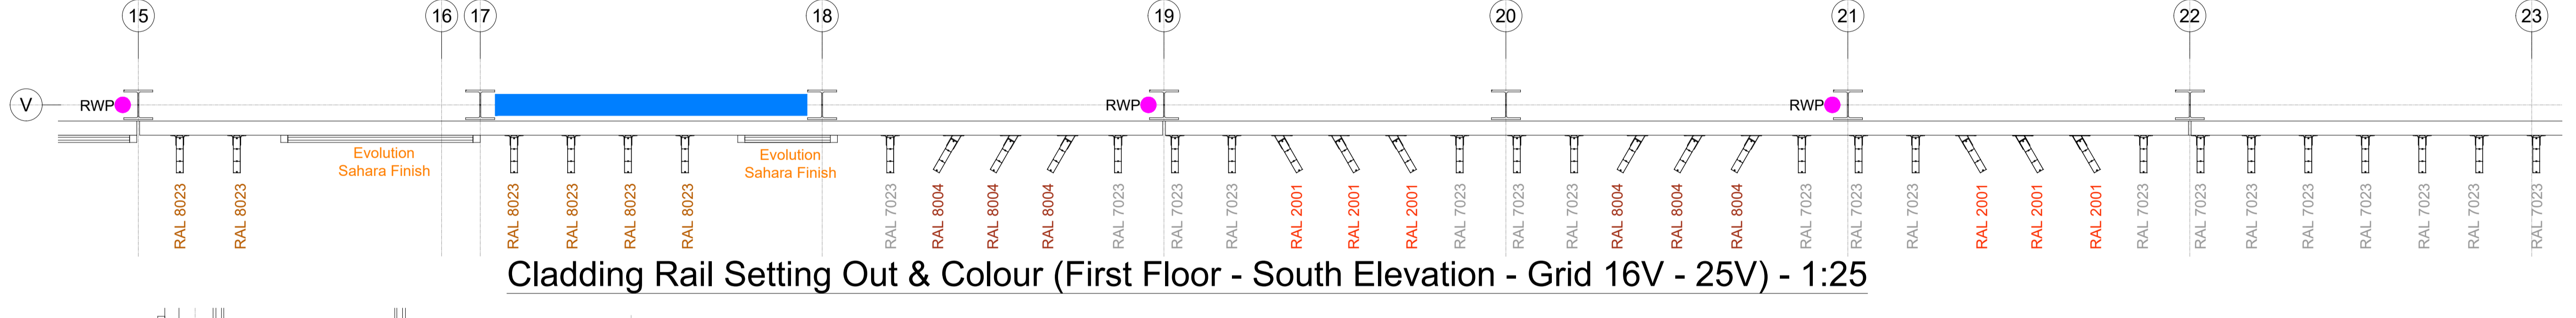 15
16
17
18
19
20
21
22
23
V
RWP
RWP
RWP
Evolution
Sahara Finish
Evolution
Sahara Finish
RAL 8023
RAL 8023
RAL 8023
RAL 8023
RAL 8023
RAL 8023
RAL 7023
RAL 8004
RAL 8004
RAL 8004
RAL 7023
RAL 7023
RAL 7023
RAL 2001
RAL 2001
RAL 2001
RAL 7023
RAL 7023
RAL 7023
RAL 8004
RAL 8004
RAL 8004
RAL 7023
RAL 7023
RAL 7023
RAL 2001
RAL 2001
RAL 2001
RAL 7023
RAL 7023
RAL 7023
RAL 7023
RAL 7023
RAL 7023
RAL 7023
RAL 7023
Cladding Rail Setting Out & Colour (First Floor - South Elevation - Grid 16V - 25V) - 1:25